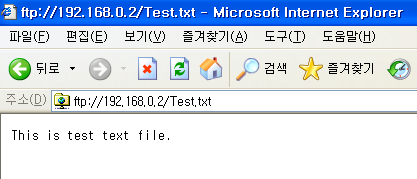 ftp://192.168.0.2/Test.txt - Microsoft Internet Explorer
파일(F) 편집(E) 보기(V) 즐겨찾기(A) 도구(T) 도움말(H)
뒤로 검색 즐겨찾기
주소(D) ftp://192.168.0.2/Test.txt
This is test text file.